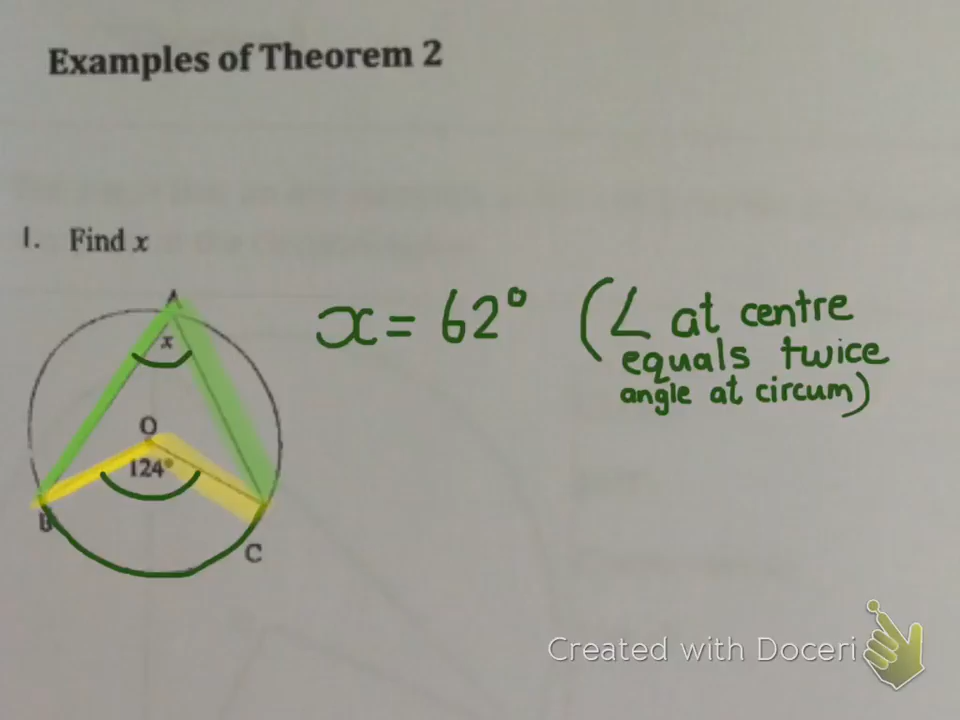 Examples of Theorem 2
1. Find x
A
x
O
124°
B
C
x = 62° (∠ at centre
equals twice
angle at circum)
Created with Doceri